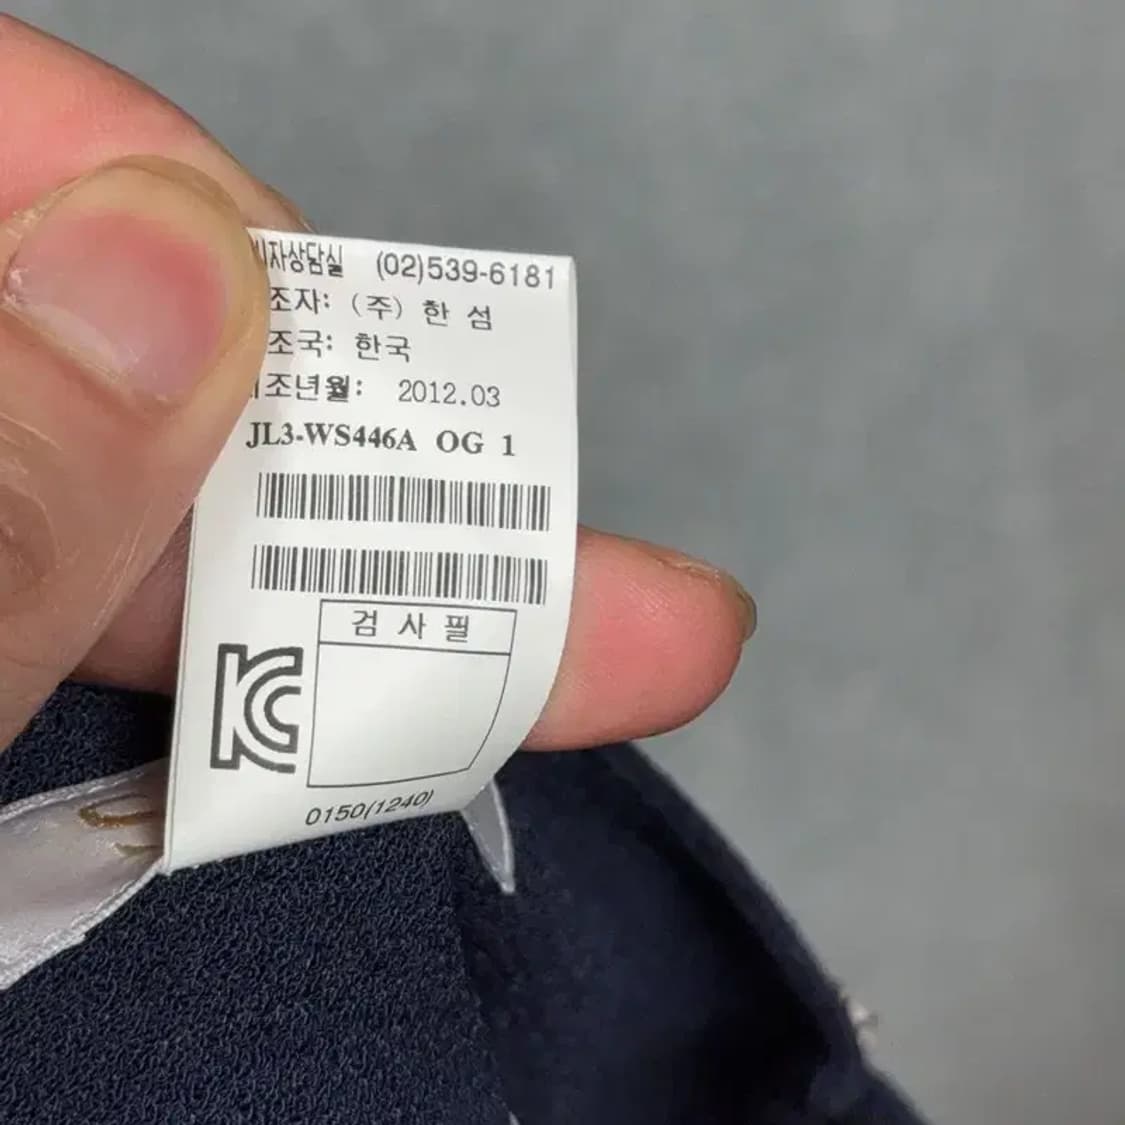 자상담실 (02)539-6181
조자: (주) 한 섬
조국: 한국
조년월: 2012.03
JL3-WS446A OG 1
검 사 필
KC
0150(1240)